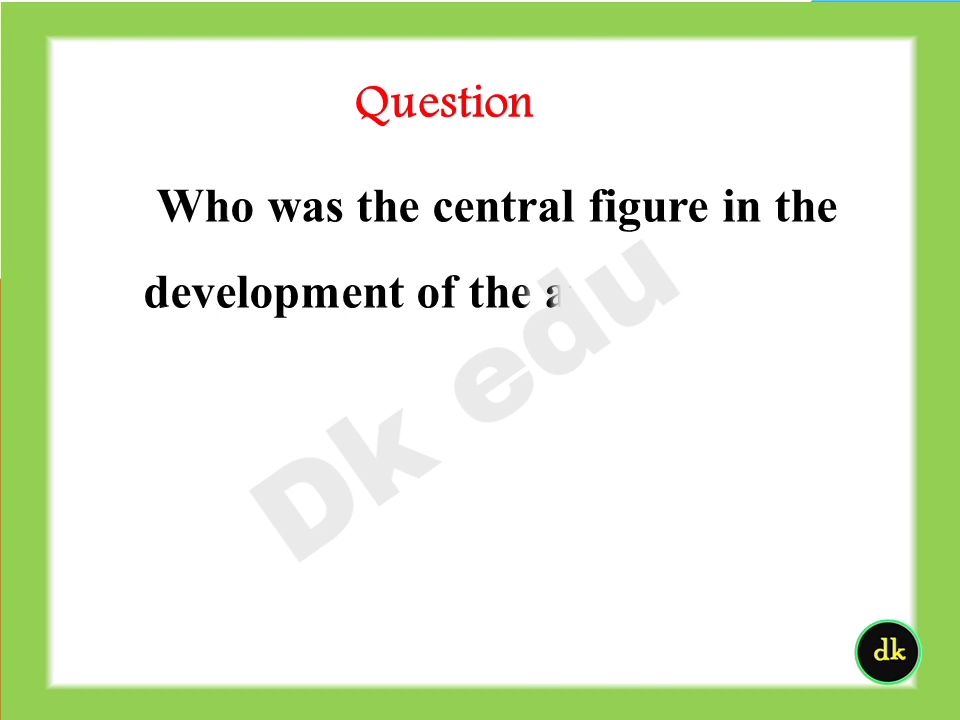 Question
Who was the central figure in the
development of the
Dk edu
dk